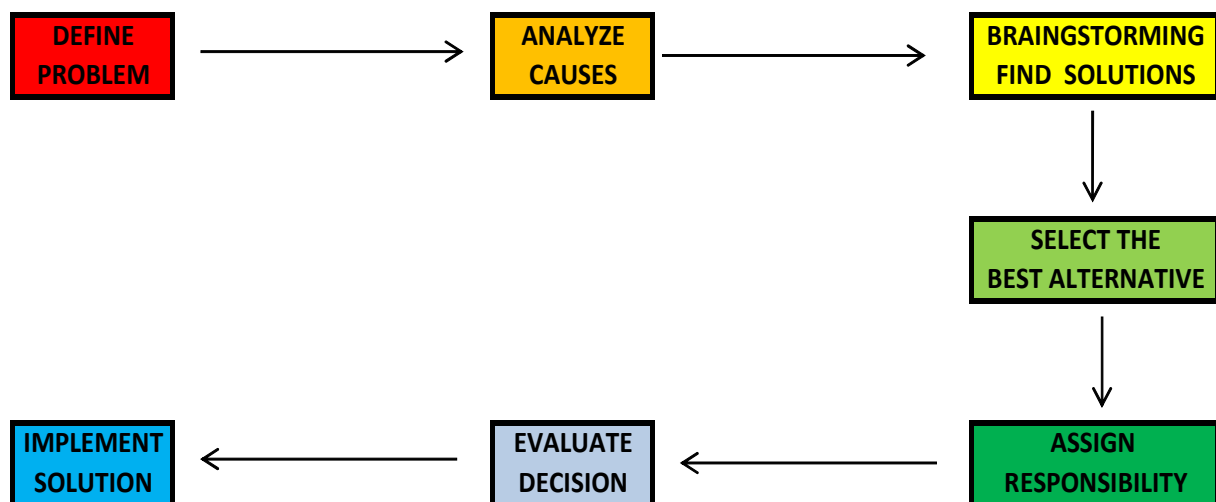 DEFINE
PROBLEM
ANALYZE
CAUSES
BRAINGSTORMING
FIND SOLUTIONS
SELECT THE
BEST ALTERNATIVE
ASSIGN
RESPONSIBILITY
EVALUATE
DECISION
IMPLEMENT
SOLUTION